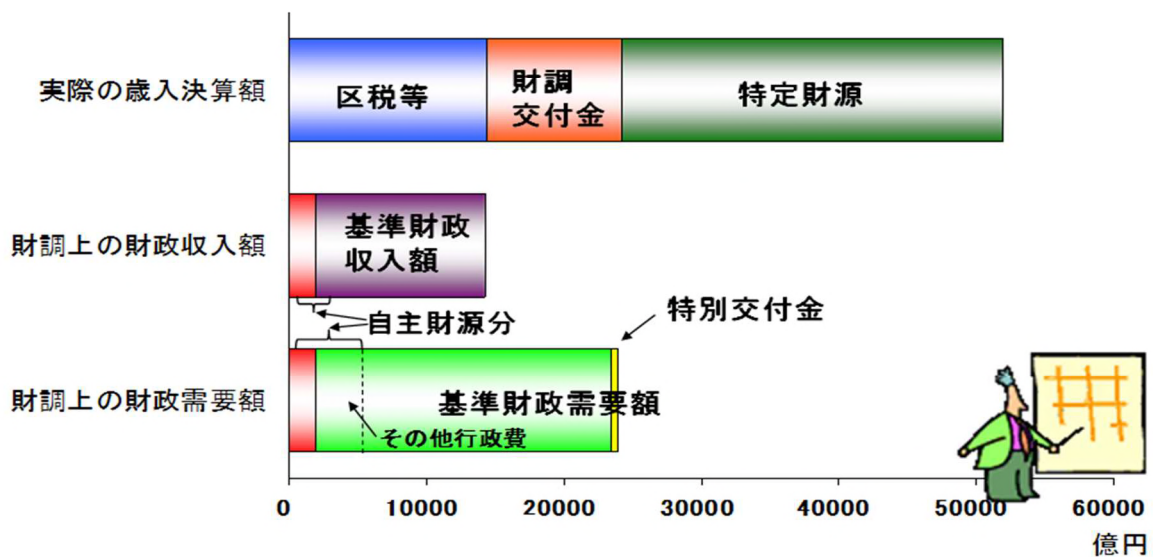 実際の歳入決算額
区税等
財調
交付金
特定財源
財調上の財政収入額
基準財政
収入額
自主財源分
特別交付金
財調上の財政需要額
基準財政需要額
その他行政費
0 10000 20000 30000 40000 50000 60000
億円